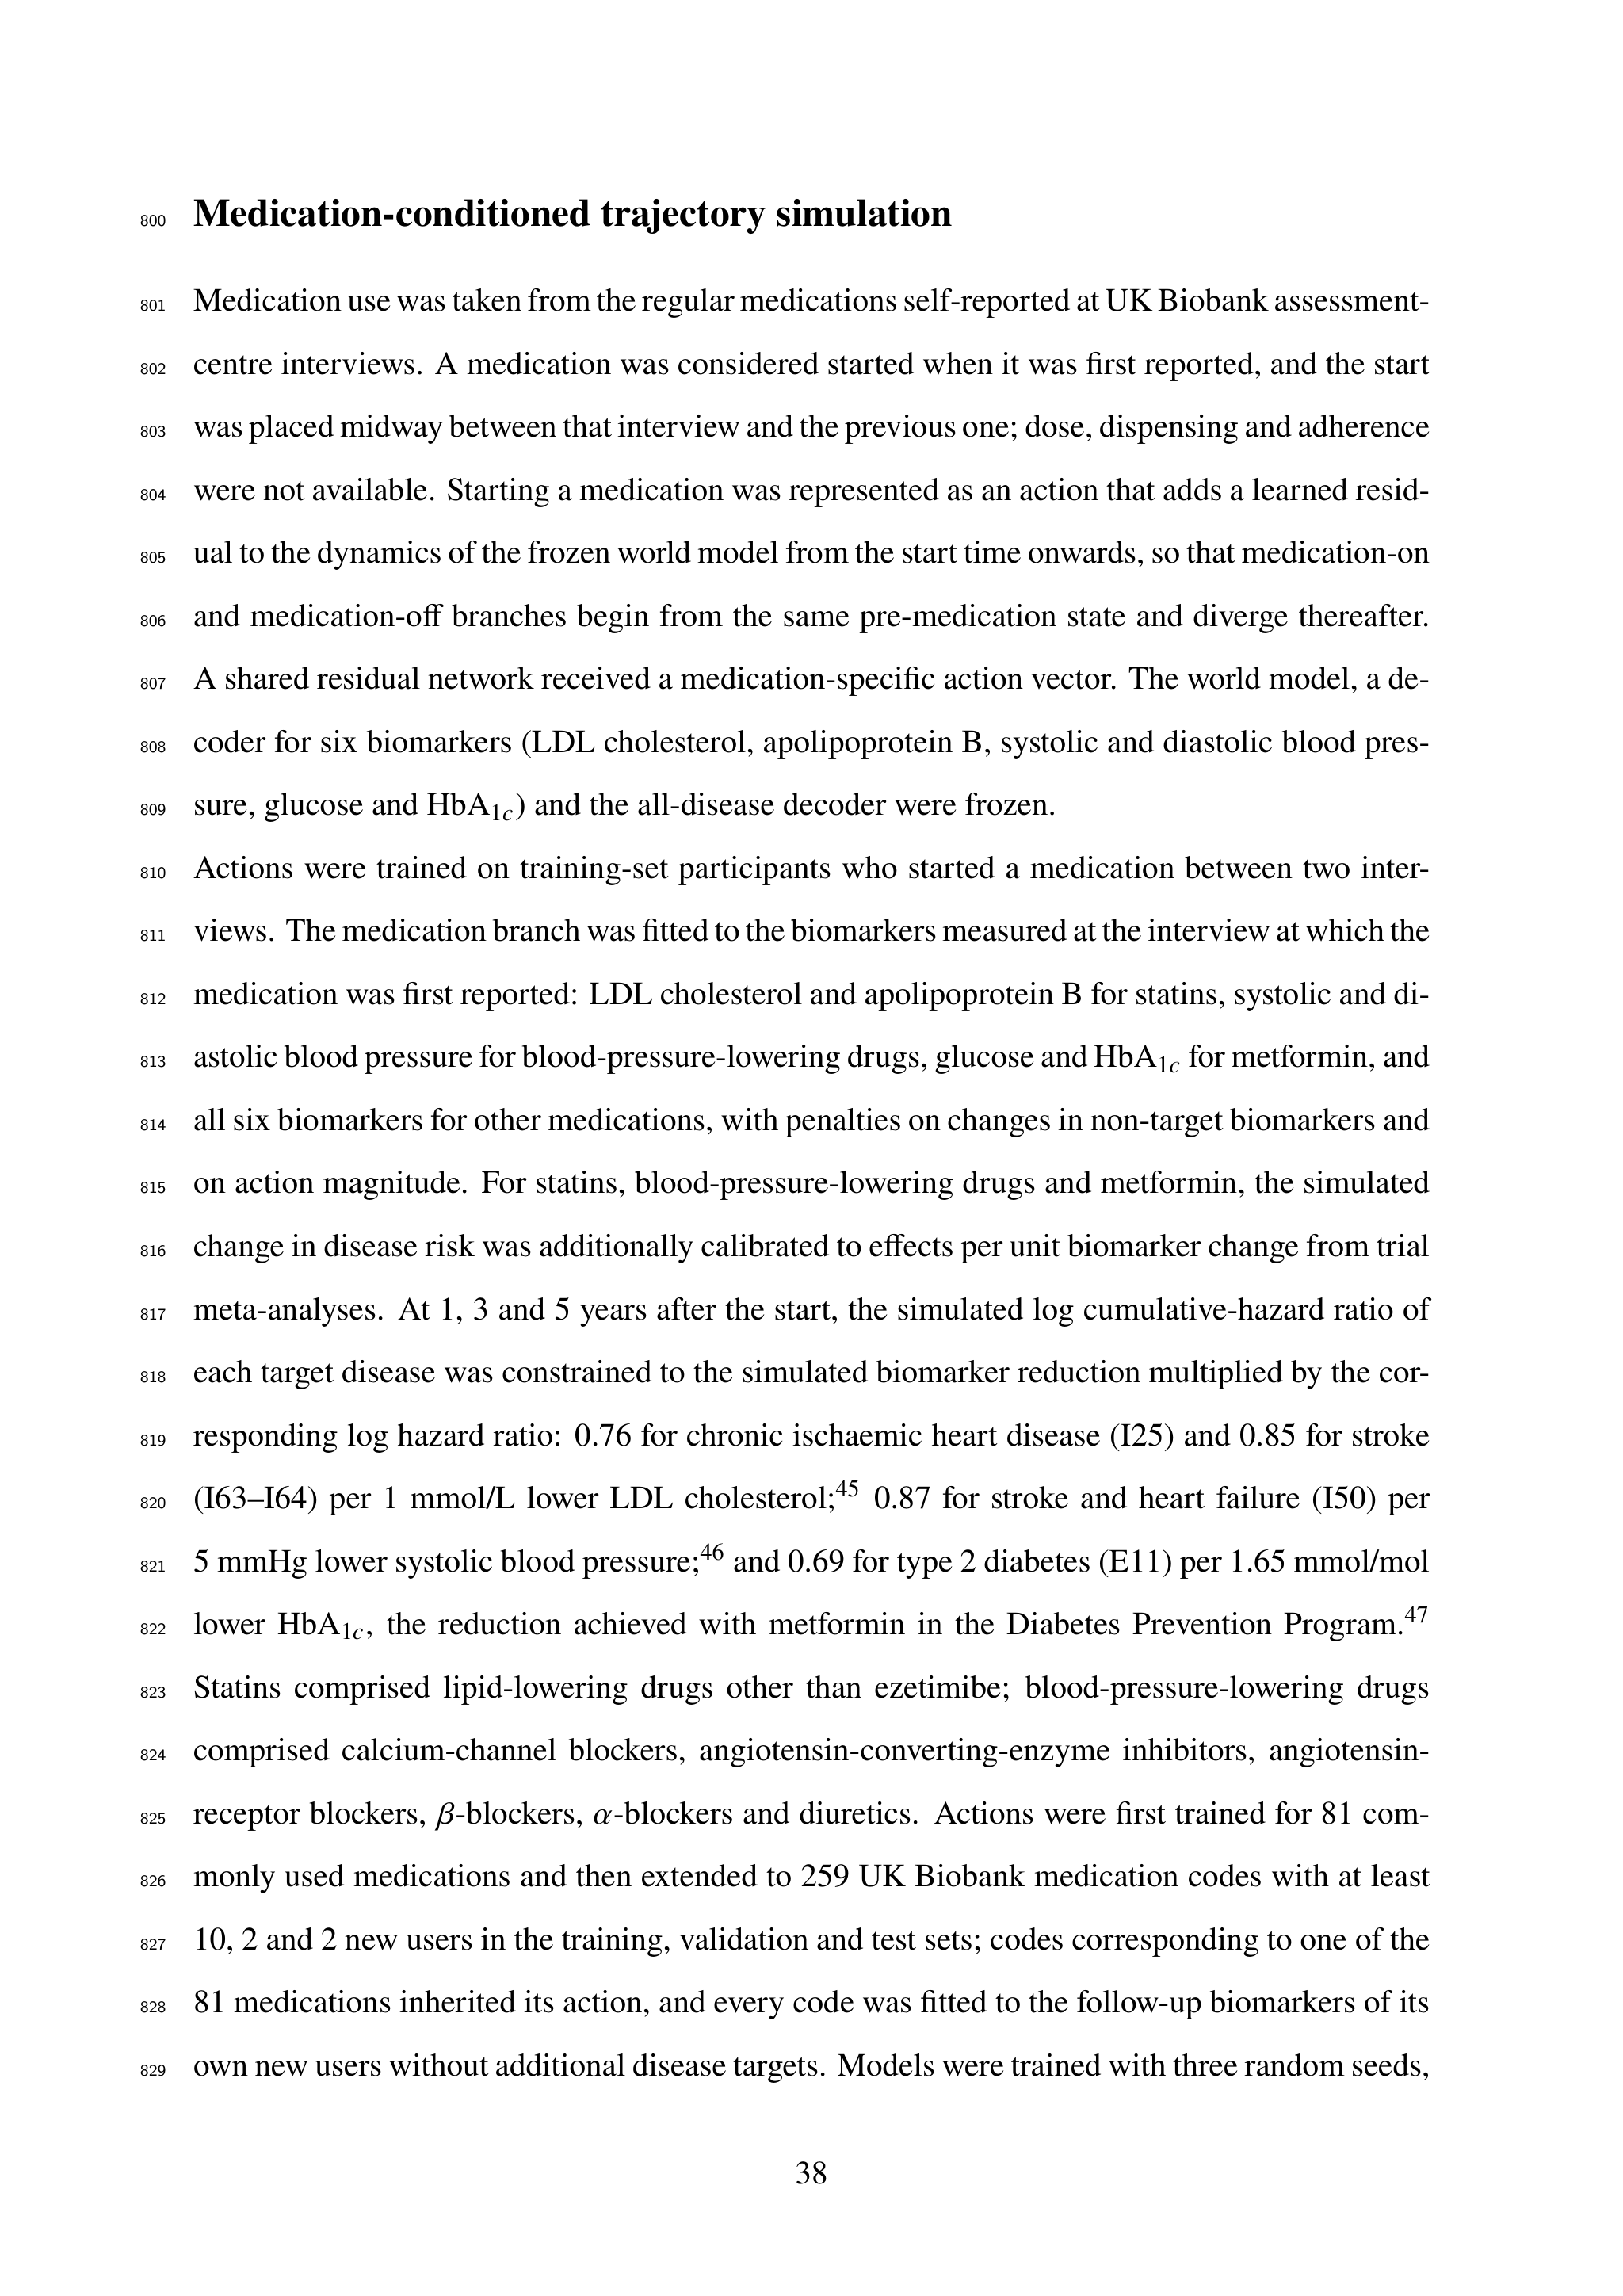 800 Medication-conditioned trajectory simulation
801 Medication use was taken from the regular medications self-reported at UK Biobank assessment-
802 centre interviews. A medication was considered started when it was first reported, and the start
803 was placed midway between that interview and the previous one; dose, dispensing and adherence
804 were not available. Starting a medication was represented as an action that adds a learned resid-
805 ual to the dynamics of the frozen world model from the start time onwards, so that medication-on
806 and medication-off branches begin from the same pre-medication state and diverge thereafter.
807 A shared residual network received a medication-specific action vector. The world model, a de-
808 coder for six biomarkers (LDL cholesterol, apolipoprotein B, systolic and diastolic blood pres-
809 sure, glucose and HbA1c) and the all-disease decoder were frozen.
810 Actions were trained on training-set participants who started a medication between two inter-
811 views. The medication branch was fitted to the biomarkers measured at the interview at which the
812 medication was first reported: LDL cholesterol and apolipoprotein B for statins, systolic and di-
813 astolic blood pressure for blood-pressure-lowering drugs, glucose and HbA1c for metformin, and
814 all six biomarkers for other medications, with penalties on changes in non-target biomarkers and
815 on action magnitude. For statins, blood-pressure-lowering drugs and metformin, the simulated
816 change in disease risk was additionally calibrated to effects per unit biomarker change from trial
817 meta-analyses. At 1, 3 and 5 years after the start, the simulated log cumulative-hazard ratio of
818 each target disease was constrained to the simulated biomarker reduction multiplied by the cor-
819 responding log hazard ratio: 0.76 for chronic ischaemic heart disease (I25) and 0.85 for stroke
820 (I63–I64) per 1 mmol/L lower LDL cholesterol;45 0.87 for stroke and heart failure (I50) per
821 5 mmHg lower systolic blood pressure;46 and 0.69 for type 2 diabetes (E11) per 1.65 mmol/mol
822 lower HbA1c, the reduction achieved with metformin in the Diabetes Prevention Program.47
823 Statins comprised lipid-lowering drugs other than ezetimibe; blood-pressure-lowering drugs
824 comprised calcium-channel blockers, angiotensin-converting-enzyme inhibitors, angiotensin-
825 receptor blockers, β-blockers, α-blockers and diuretics. Actions were first trained for 81 com-
826 monly used medications and then extended to 259 UK Biobank medication codes with at least
827 10, 2 and 2 new users in the training, validation and test sets; codes corresponding to one of the
828 81 medications inherited its action, and every code was fitted to the follow-up biomarkers of its
829 own new users without additional disease targets. Models were trained with three random seeds,
38